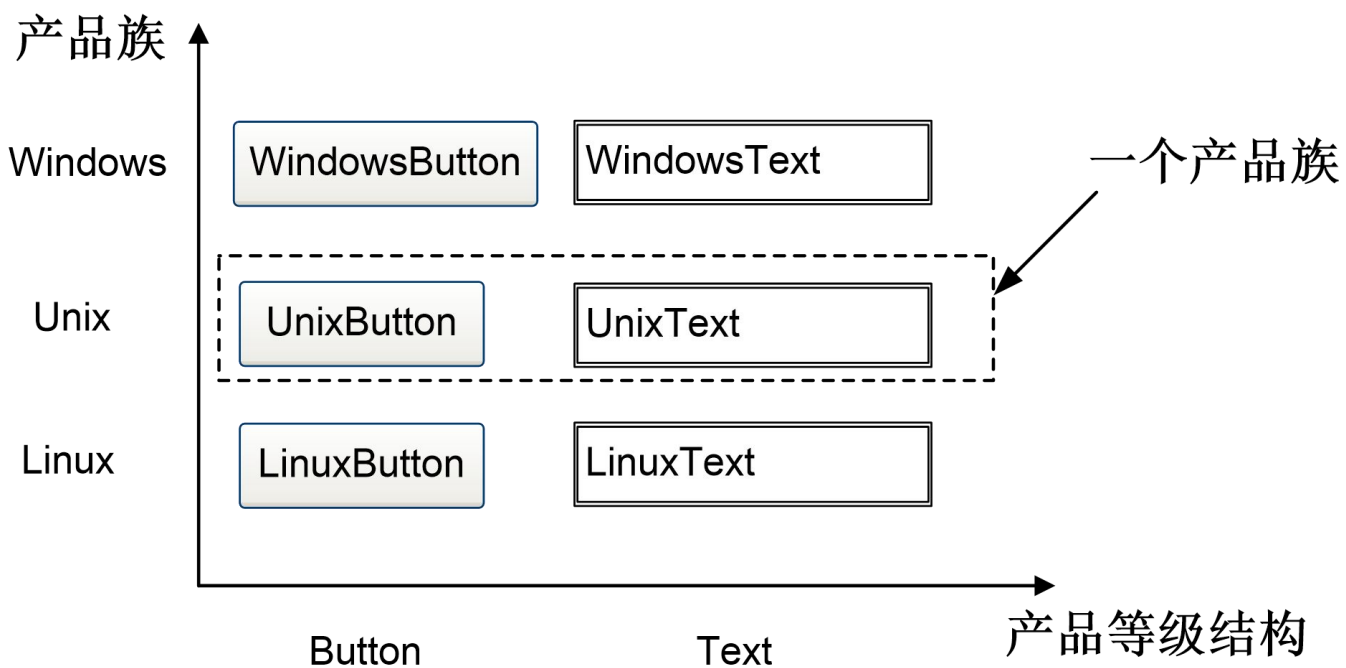 产品族
Windows
WindowsButton
WindowsText
一个产品族
Unix
UnixButton
UnixText
Linux
LinuxButton
LinuxText
Button
Text
产品等级结构